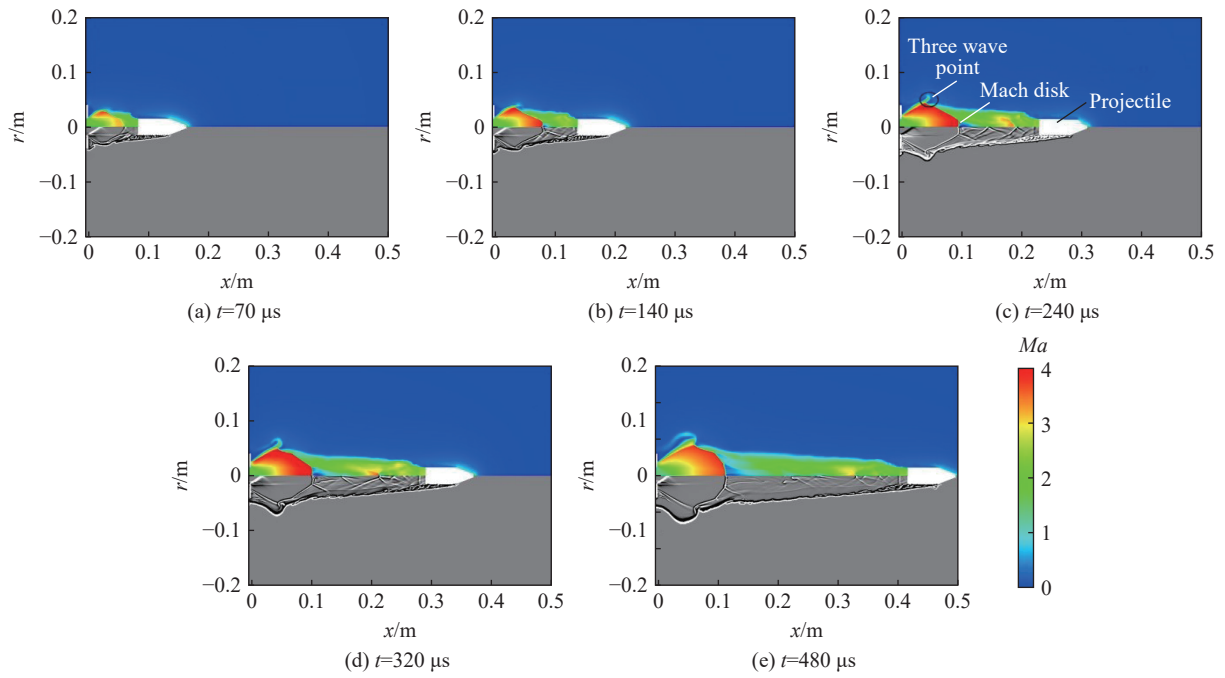 0.2
0.1
0
−0.1
−0.2
r/m
0 0.1 0.2 0.3 0.4 0.5
x/m
(a) t=70 μs
0.2
0.1
0
−0.1
−0.2
r/m
0 0.1 0.2 0.3 0.4 0.5
x/m
(b) t=140 μs
0.2
0.1
0
−0.1
−0.2
r/m
Three wave
point
Mach disk
Projectile
0 0.1 0.2 0.3 0.4 0.5
x/m
(c) t=240 μs
0.2
0.1
0
−0.1
−0.2
r/m
0 0.1 0.2 0.3 0.4 0.5
x/m
(d) t=320 μs
0.2
0.1
0
−0.1
−0.2
r/m
0 0.1 0.2 0.3 0.4 0.5
x/m
(e) t=480 μs
Ma
4
3
2
1
0